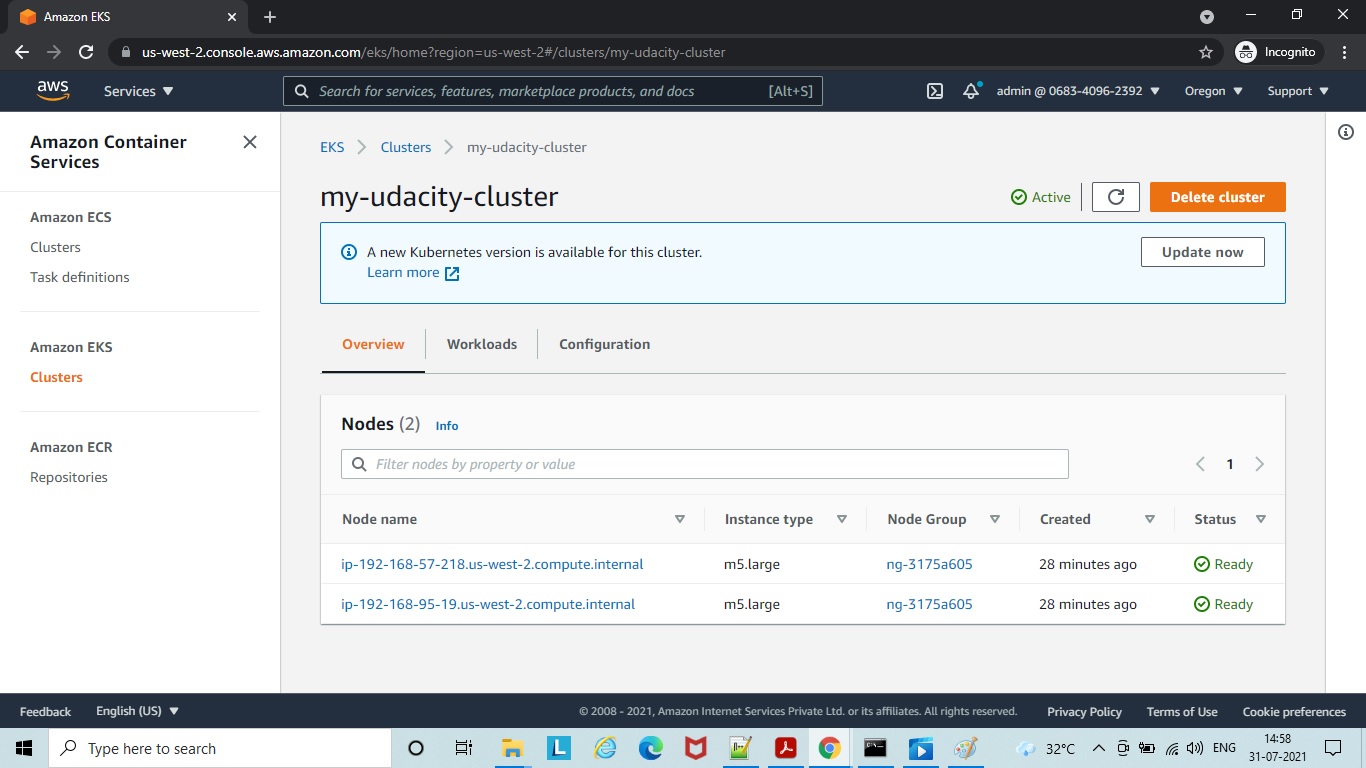 Amazon EKS
us-west-2.console.aws.amazon.com/eks/home?region=us-west-2#/clusters/my-udacity-cluster
Incognito
aws
Services
Search for services, features, marketplace products, and docs
[Alt+S]
admin @ 0683-4096-2392
Oregon
Support
Amazon Container
Services
Amazon ECS
Clusters
Task definitions
Amazon EKS
Clusters
Amazon ECR
Repositories
EKS
Clusters
my-udacity-cluster
my-udacity-cluster
Active
Delete cluster
A new Kubernetes version is available for this cluster.
Learn more
Update now
Overview
Workloads
Configuration
Nodes (2)
Info
Filter nodes by property or value
1
Node name
Instance type
Node Group
Created
Status
ip-192-168-57-218.us-west-2.compute.internal
m5.large
ng-3175a605
28 minutes ago
Ready
ip-192-168-95-19.us-west-2.compute.internal
m5.large
ng-3175a605
28 minutes ago
Ready
Feedback
English (US)
© 2008 - 2021, Amazon Internet Services Private Ltd. or its affiliates. All rights reserved.
Privacy Policy
Terms of Use
Cookie preferences
Type here to search
L
32°C
ENG
14:58
31-07-2021